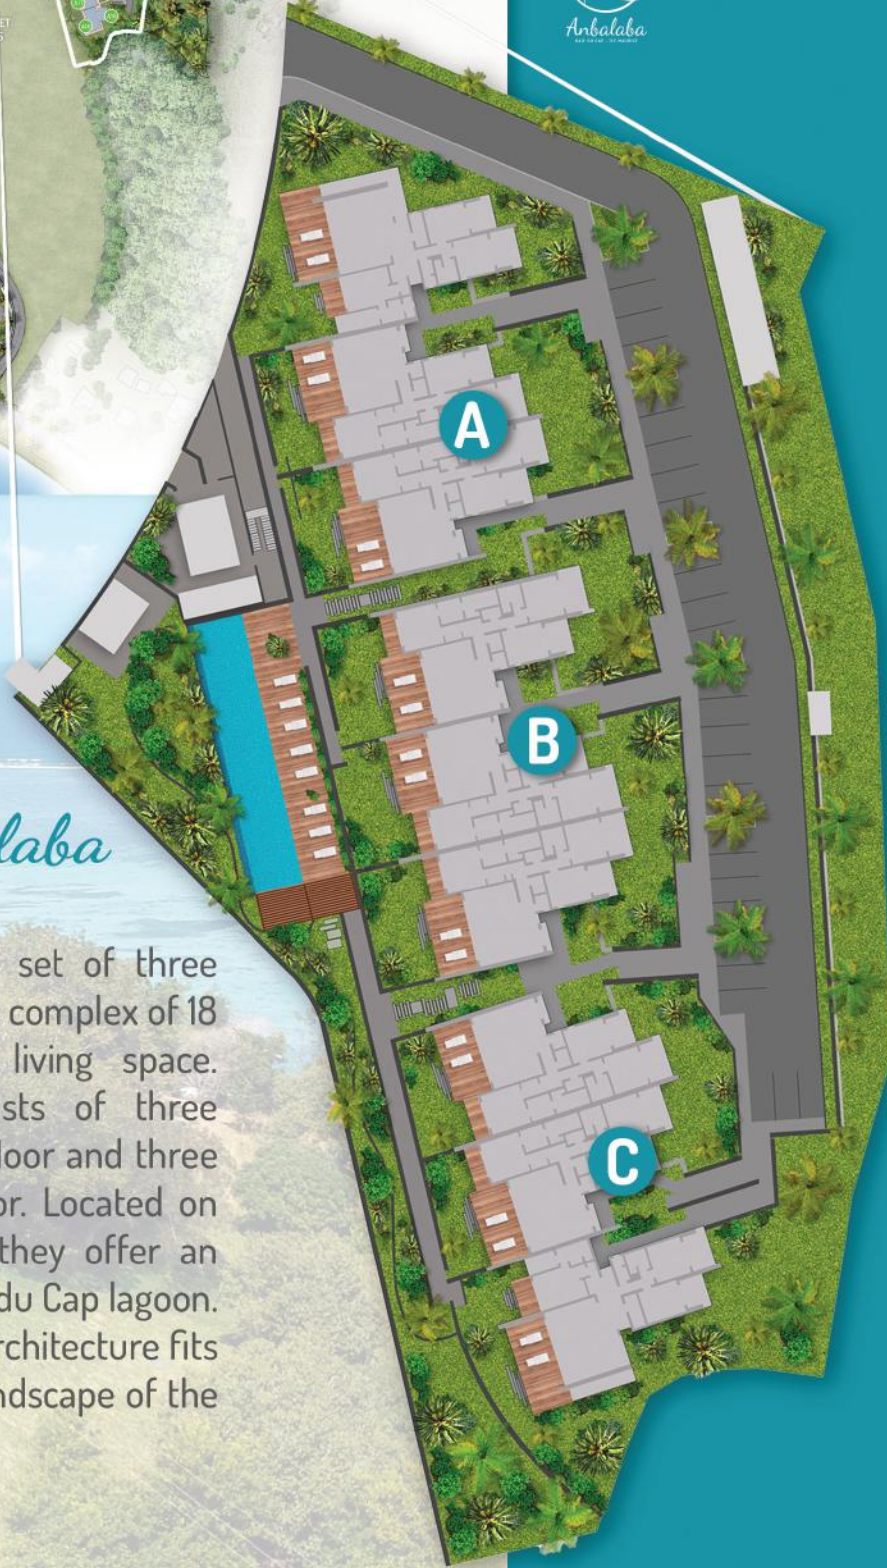 Anbalaba
A
B
C
laba
set of three
complex of 18
living space.
sts of three
loor and three
or. Located on
they offer an
du Cap lagoon.
rchitecture fits
ndscape of the